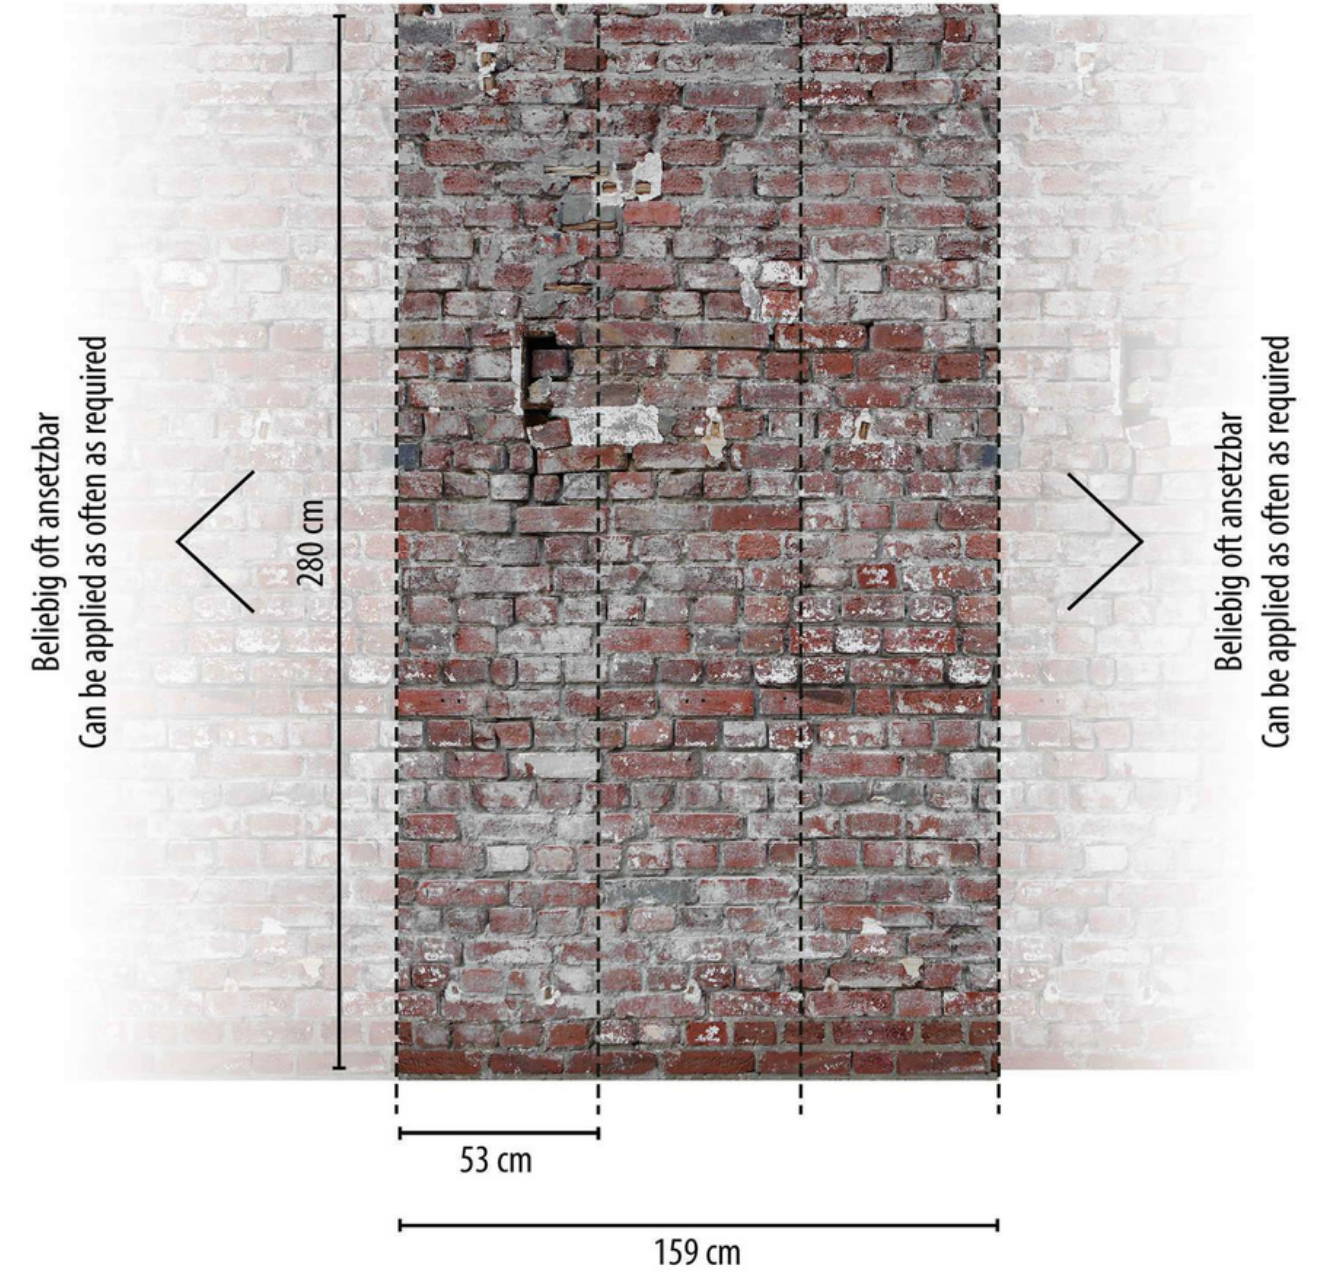 Beliebig oft ansetzbar
Can be applied as often as required
280 cm
Beliebig oft ansetzbar
Can be applied as often as required
53 cm
159 cm